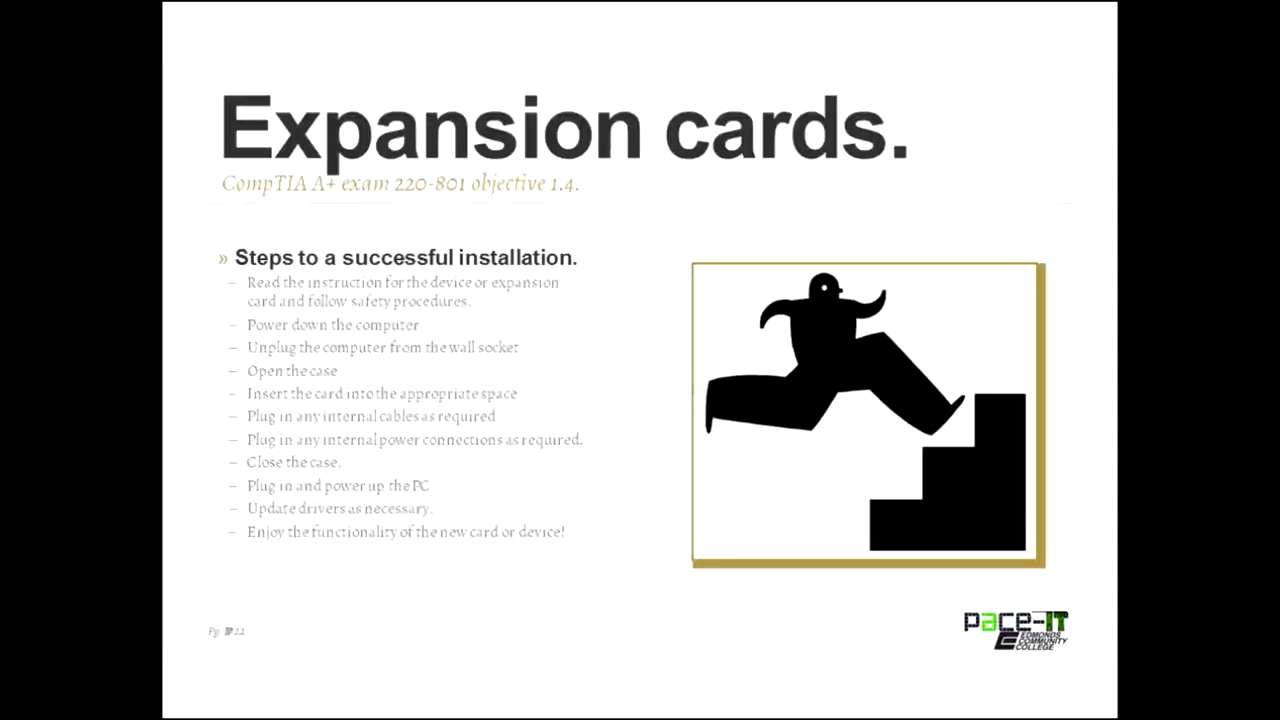 Expansion cards.
CompTIA A+ exam 220-801 objective 1.4.
» Steps to a successful installation.
– Read the instruction for the device or expansion
card and follow safety procedures.
– Power down the computer
– Unplug the computer from the wall socket
– Open the case
– Insert the card into the appropriate space
– Plug in any internal cables as required
– Plug in any internal power connections as required.
– Close the case.
– Plug in and power up the PC
– Update drivers as necessary.
– Enjoy the functionality of the new card or device!
Pg.
pace-IT
EDMONDS
COMMUNITY
COLLEGE